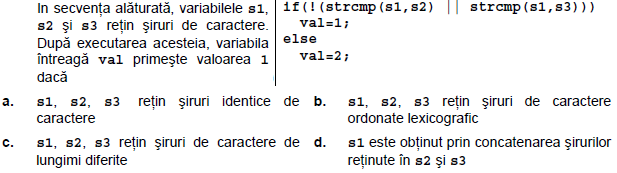 In secvența alăturată, variabilele s1,
s2 și s3 rețin șiruri de caractere.
După executarea acesteia, variabila
întreagă val primește valoarea 1
dacă
if(!(strcmp(s1,s2) || strcmp(s1,s3)))
val=1;
else
val=2;
a. s1, s2, s3 rețin șiruri identice de
caractere
b. s1, s2, s3 rețin șiruri de caractere
ordonate lexicografic
c. s1, s2, s3 rețin șiruri de caractere de
lungimi diferite
d. s1 este obținut prin concatenarea șirurilor
reținute în s2 și s3